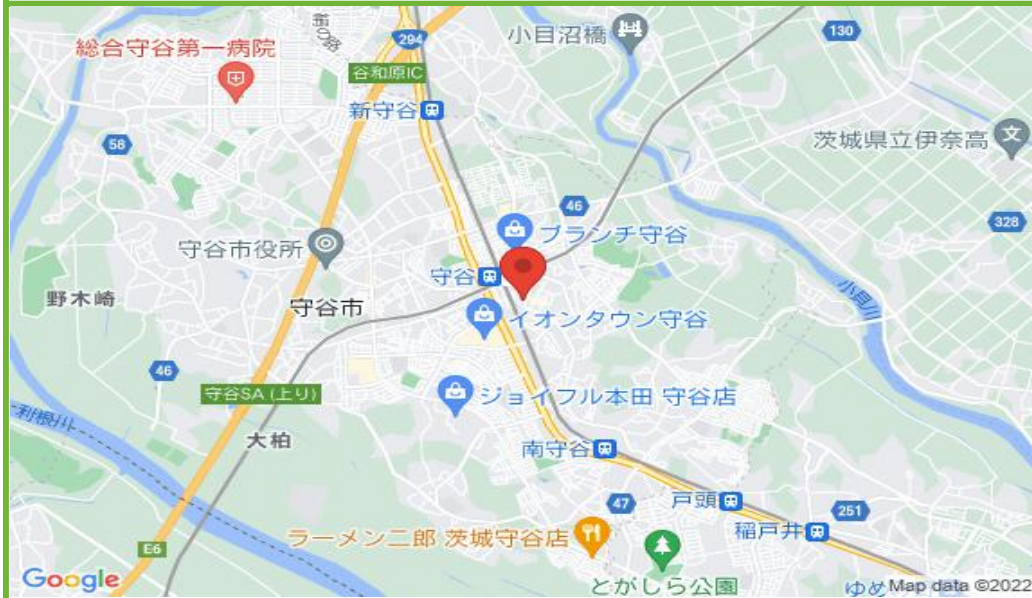 294
小目沼橋
130
総合守谷第一病院
谷和原IC
新守谷
58
茨城県立伊奈高
46
328
ブランチ守谷
守谷市役所
守谷
小貝川
野木崎
守谷市
イオンタウン守谷
46
守谷SA (上り)
ジョイフル本田 守谷店
利根川
大柏
南守谷
47
戸頭
251
稲戸井
ラーメン二郎 茨城守谷店
E6
Google
とがしら公園
ゆめ
Map data ©2022